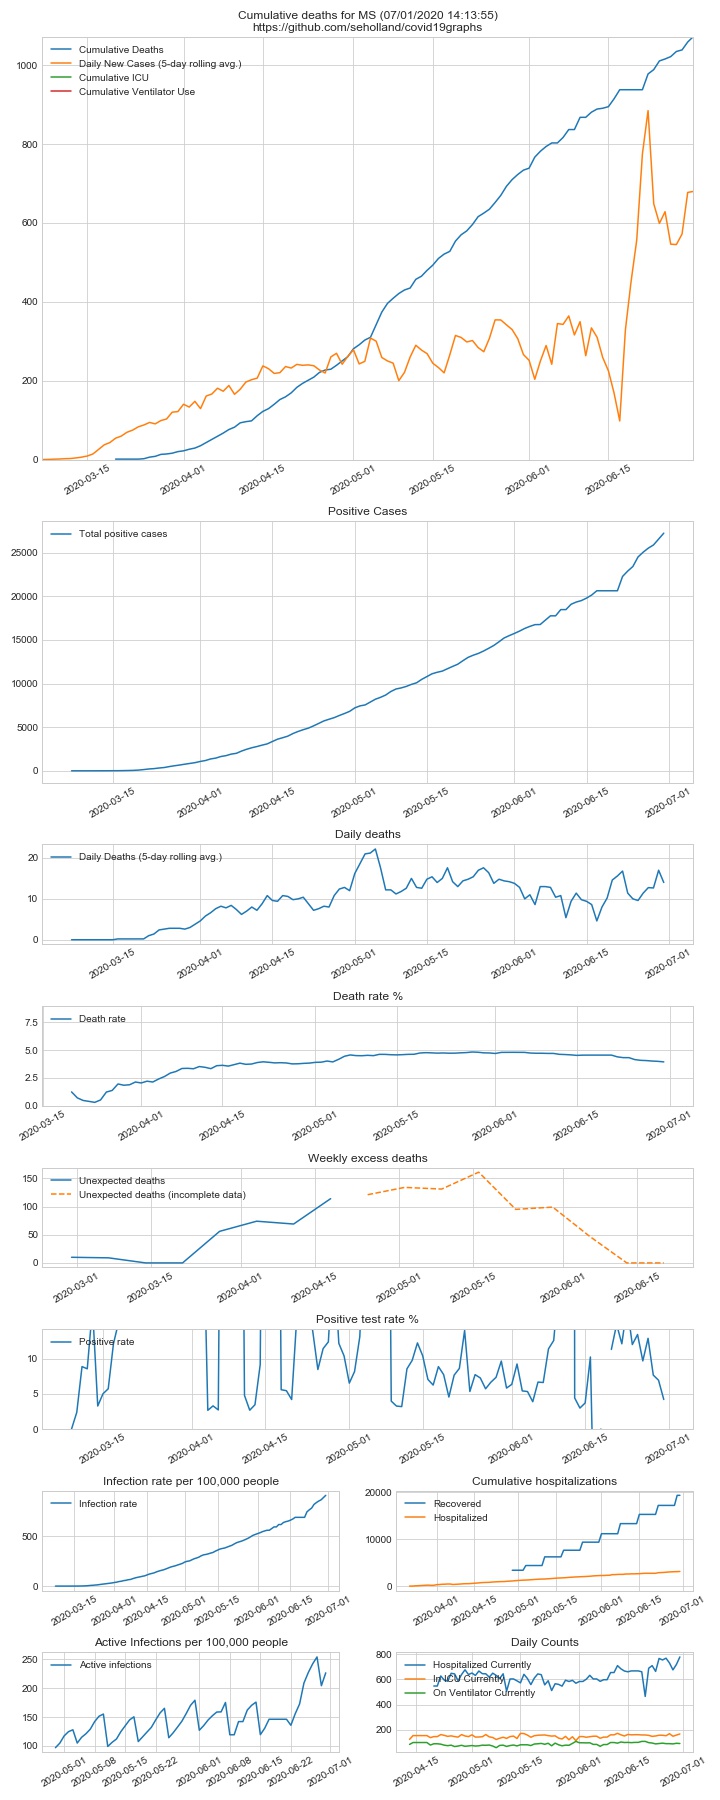 Cumulative deaths for MS (07/01/2020 14:13:55)
https://github.com/seholland/covid19graphs
Cumulative Deaths
Daily New Cases (5-day rolling avg.)
Cumulative ICU
Cumulative Ventilator Use
1000
800
600
400
200
0
2020-03-15 2020-04-01 2020-04-15 2020-05-01 2020-05-15 2020-06-01 2020-06-15
Positive Cases
Total positive cases
25000
20000
15000
10000
5000
0
2020-03-15 2020-04-01 2020-04-15 2020-05-01 2020-05-15 2020-06-01 2020-06-15 2020-07-01
Daily deaths
Daily Deaths (5-day rolling avg.)
20
10
0
2020-03-15 2020-04-01 2020-04-15 2020-05-01 2020-05-15 2020-06-01 2020-06-15 2020-07-01
Death rate %
Death rate
7.5
5.0
2.5
0.0
2020-03-15 2020-04-01 2020-04-15 2020-05-01 2020-05-15 2020-06-01 2020-06-15 2020-07-01
Weekly excess deaths
Unexpected deaths
Unexpected deaths (incomplete data)
150
100
50
0
2020-03-01 2020-03-15 2020-04-01 2020-04-15 2020-05-01 2020-05-15 2020-06-01 2020-06-15
Positive test rate %
Positive rate
10
5
0
2020-03-15 2020-04-01 2020-04-15 2020-05-01 2020-05-15 2020-06-01 2020-06-15 2020-07-01
Infection rate per 100,000 people
Infection rate
500
0
2020-03-15 2020-04-01 2020-04-15 2020-05-01 2020-05-15 2020-06-01 2020-06-15 2020-07-01
Cumulative hospitalizations
Recovered
Hospitalized
20000
10000
0
2020-04-01 2020-04-15 2020-05-01 2020-05-15 2020-06-01 2020-06-15 2020-07-01
Active Infections per 100,000 people
Active infections
250
200
150
100
2020-05-01 2020-05-08 2020-05-15 2020-05-22 2020-06-01 2020-06-08 2020-06-15 2020-06-22 2020-07-01
Daily Counts
Hospitalized Currently
In ICU Currently
On Ventilator Currently
800
600
400
200
2020-04-15 2020-05-01 2020-05-15 2020-06-01 2020-06-15 2020-07-01